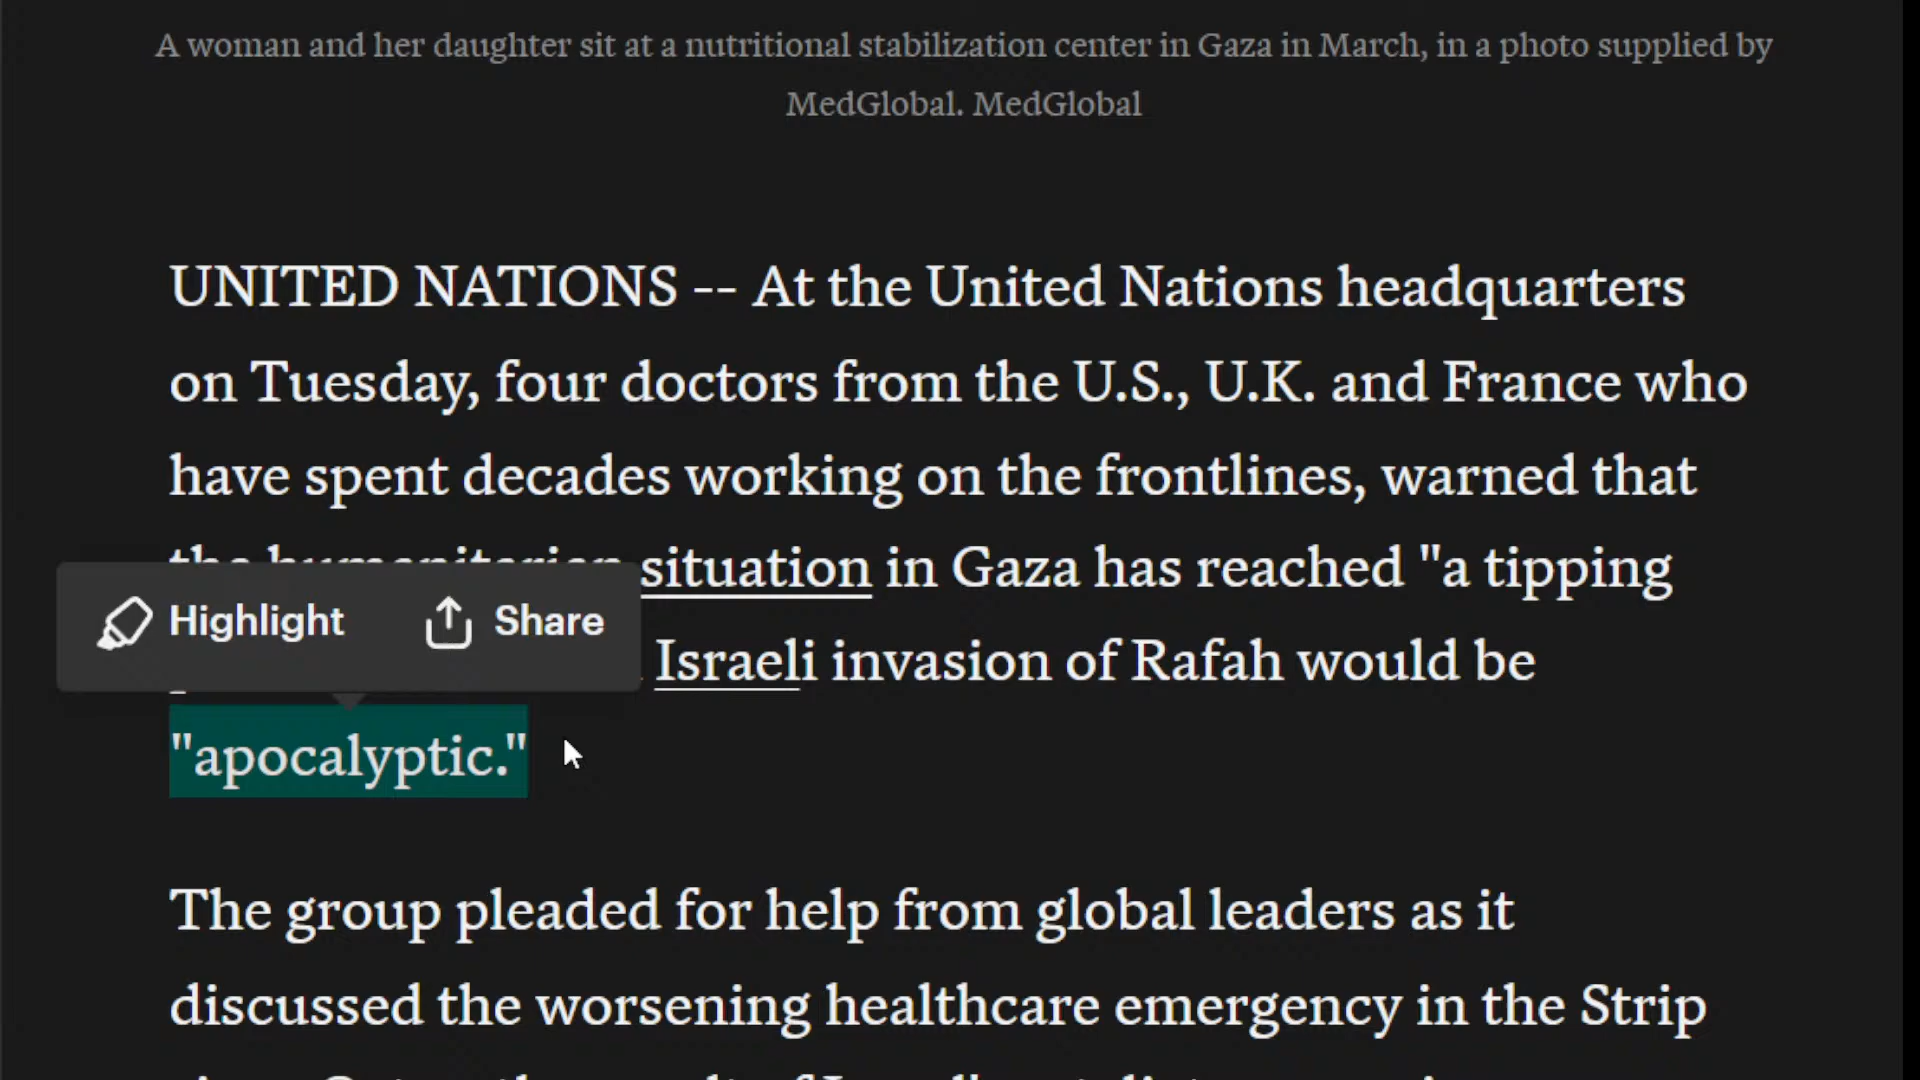 A woman and her daughter sit at a nutritional stabilization center in Gaza in March, in a photo supplied by
MedGlobal. MedGlobal
UNITED NATIONS -- At the United Nations headquarters
on Tuesday, four doctors from the U.S., U.K. and France who
have spent decades working on the frontlines, warned that
the humanitarian situation in Gaza has reached "a tipping
Highlight Share
Israeli invasion of Rafah would be
"apocalyptic."
The group pleaded for help from global leaders as it
discussed the worsening healthcare emergency in the Strip